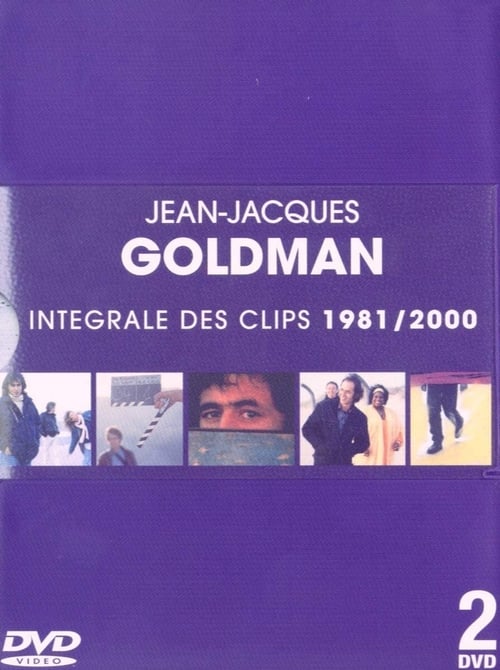 JEAN-JACQUES
GOLDMAN
INTEGRALE DES CLIPS 1981/2000
2
DVD
VIDEO
DVD